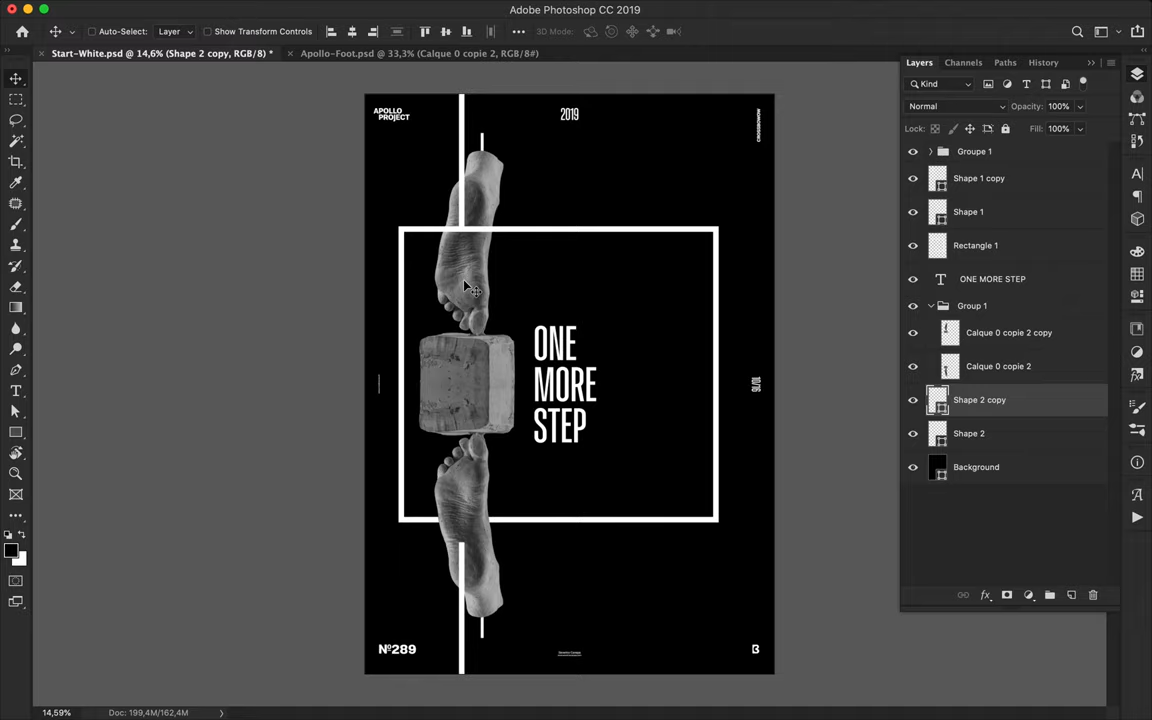 Adobe Photoshop CC 2019
Auto-Select:
Layer
Show Transform Controls
3D Mode:
Start-White.psd @ 14,6% (Shape 2 copy, RGB/8) *
Apollo-Foot.psd @ 33,3% (Calque 0 copie 2, RGB/8#)
Layers
Channels
Paths
History
Kind
Normal
Opacity: 100%
Lock:
Fill: 100%
Groupe 1
Shape 1 copy
Shape 1
Rectangle 1
ONE MORE STEP
Group 1
Calque 0 copie 2 copy
Calque 0 copie 2
Shape 2 copy
Shape 2
Background
APOLLO
PROJECT
2019
CROSSBOWMAN
ONE
MORE
STEP
10/16
Nº289
14,59%
Doc: 199,4M/162,4M